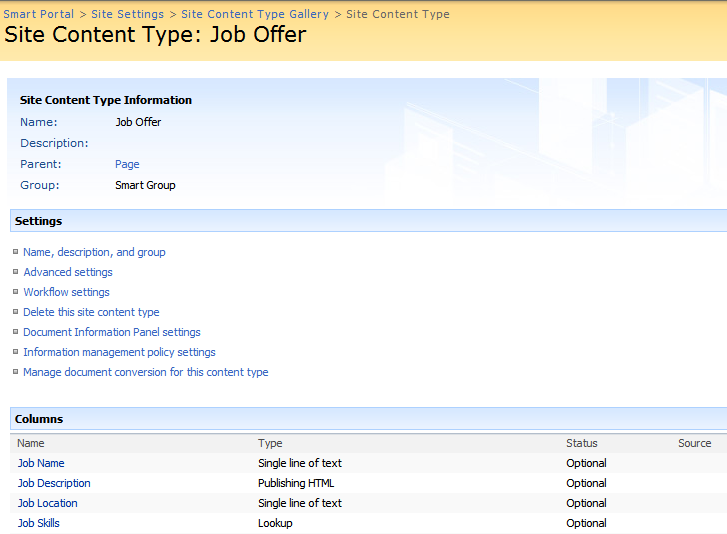 Smart Portal > Site Settings > Site Content Type Gallery > Site Content Type
Site Content Type: Job Offer
Site Content Type Information
Name: Job Offer
Description:
Parent: Page
Group: Smart Group
Settings
Name, description, and group
Advanced settings
Workflow settings
Delete this site content type
Document Information Panel settings
Information management policy settings
Manage document conversion for this content type
Columns
Name Type Status Source
Job Name Single line of text Optional
Job Description Publishing HTML Optional
Job Location Single line of text Optional
Job Skills Lookup Optional